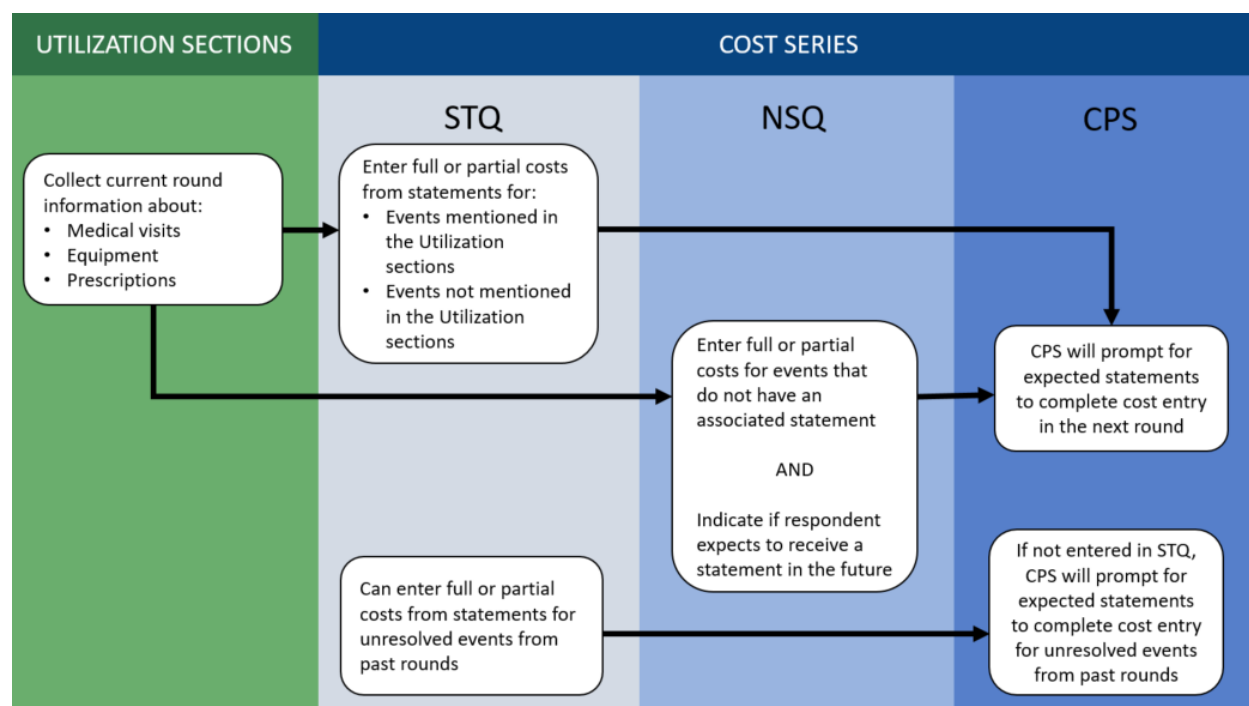 UTILIZATION SECTIONS
COST SERIES
STQ
NSQ
CPS
Collect current round
information about:
• Medical visits
• Equipment
• Prescriptions
Enter full or partial costs
from statements for:
• Events mentioned in
the Utilization
sections
• Events not mentioned
in the Utilization
sections
Enter full or partial
costs for events that
do not have an
associated statement
AND
Indicate if respondent
expects to receive a
statement in the future
CPS will prompt for
expected statements
to complete cost entry
in the next round
Can enter full or partial
costs from statements for
unresolved events from
past rounds
If not entered in STQ,
CPS will prompt for
expected statements
to complete cost entry
for unresolved events
from past rounds